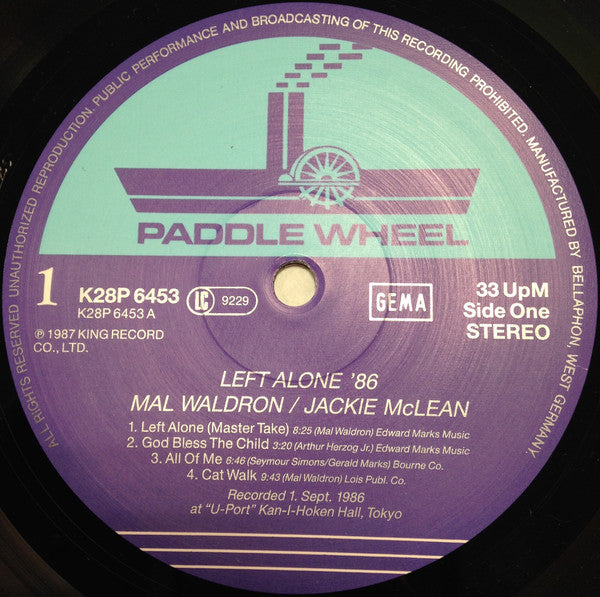 ALL RIGHTS RESERVED UNAUTHORIZED REPRODUCTION. PUBLIC PERFORMANCE AND BROADCASTING OF THIS RECORDING PROHIBITED. MANUFACTURED BY BELLAPHON, WEST GERMANY.
PADDLE WHEEL
1
K28P 6453
K28P 6453 A
LC 9229
GEMA
33 UpM
Side One
STEREO
℗ 1987 KING RECORD
CO., LTD.
LEFT ALONE '86
MAL WALDRON / JACKIE McLEAN
1. Left Alone (Master Take) 8:25 (Mal Waldron) Edward Marks Music
2. God Bless The Child 3:20 (Arthur Herzog Jr.) Edward Marks Music
3. All Of Me 6:46 (Seymour Simons/Gerald Marks) Bourne Co.
4. Cat Walk 9:43 (Mal Waldron) Lois Publ. Co.
Recorded 1. Sept. 1986
at "U-Port" Kan-I-Hoken Hall, Tokyo